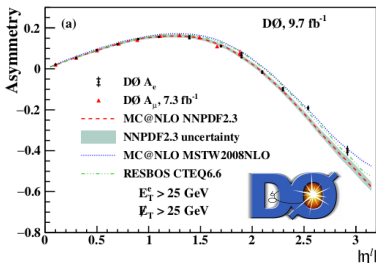 (a)
DØ, 9.7 fb⁻¹
Asymmetry
0.2
0
−0.2
−0.4
−0.6
−0.8
DØ Aₑ
DØ A_μ, 7.3 fb⁻¹
MC@NLO NNPDF2.3
NNPDF2.3 uncertainty
MC@NLO MSTW2008NLO
RESBOS CTEQ6.6
E_T^e > 25 GeV
E̸_T > 25 GeV
DØ
0 0.5 1 1.5 2 2.5 3